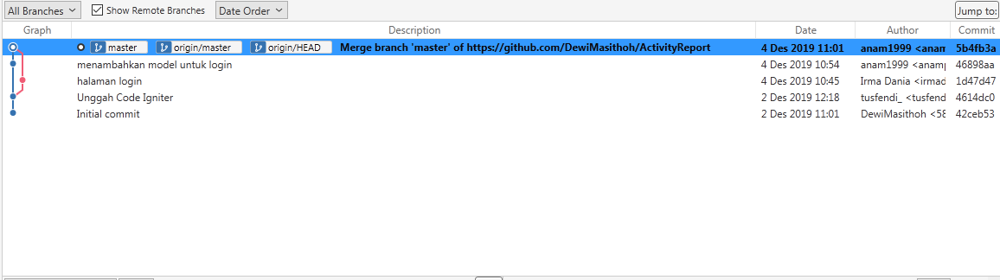 All Branches Show Remote Branches Date Order Jump to:
Graph Description Date Author Commit
master origin/master origin/HEAD Merge branch 'master' of https://github.com/DewiMasithoh/ActivityReport 4 Des 2019 11:01 anam1999 <anam 5b4fb3a
menambahkan model untuk login 4 Des 2019 10:54 anam1999 <anamp 46898aa
halaman login 4 Des 2019 10:45 Irma Dania <irmad 1d47d47
Unggah Code Igniter 2 Des 2019 12:18 tusfendi_ <tusfend 4614dc0
Initial commit 2 Des 2019 11:01 DewiMasithoh <58 42ceb53